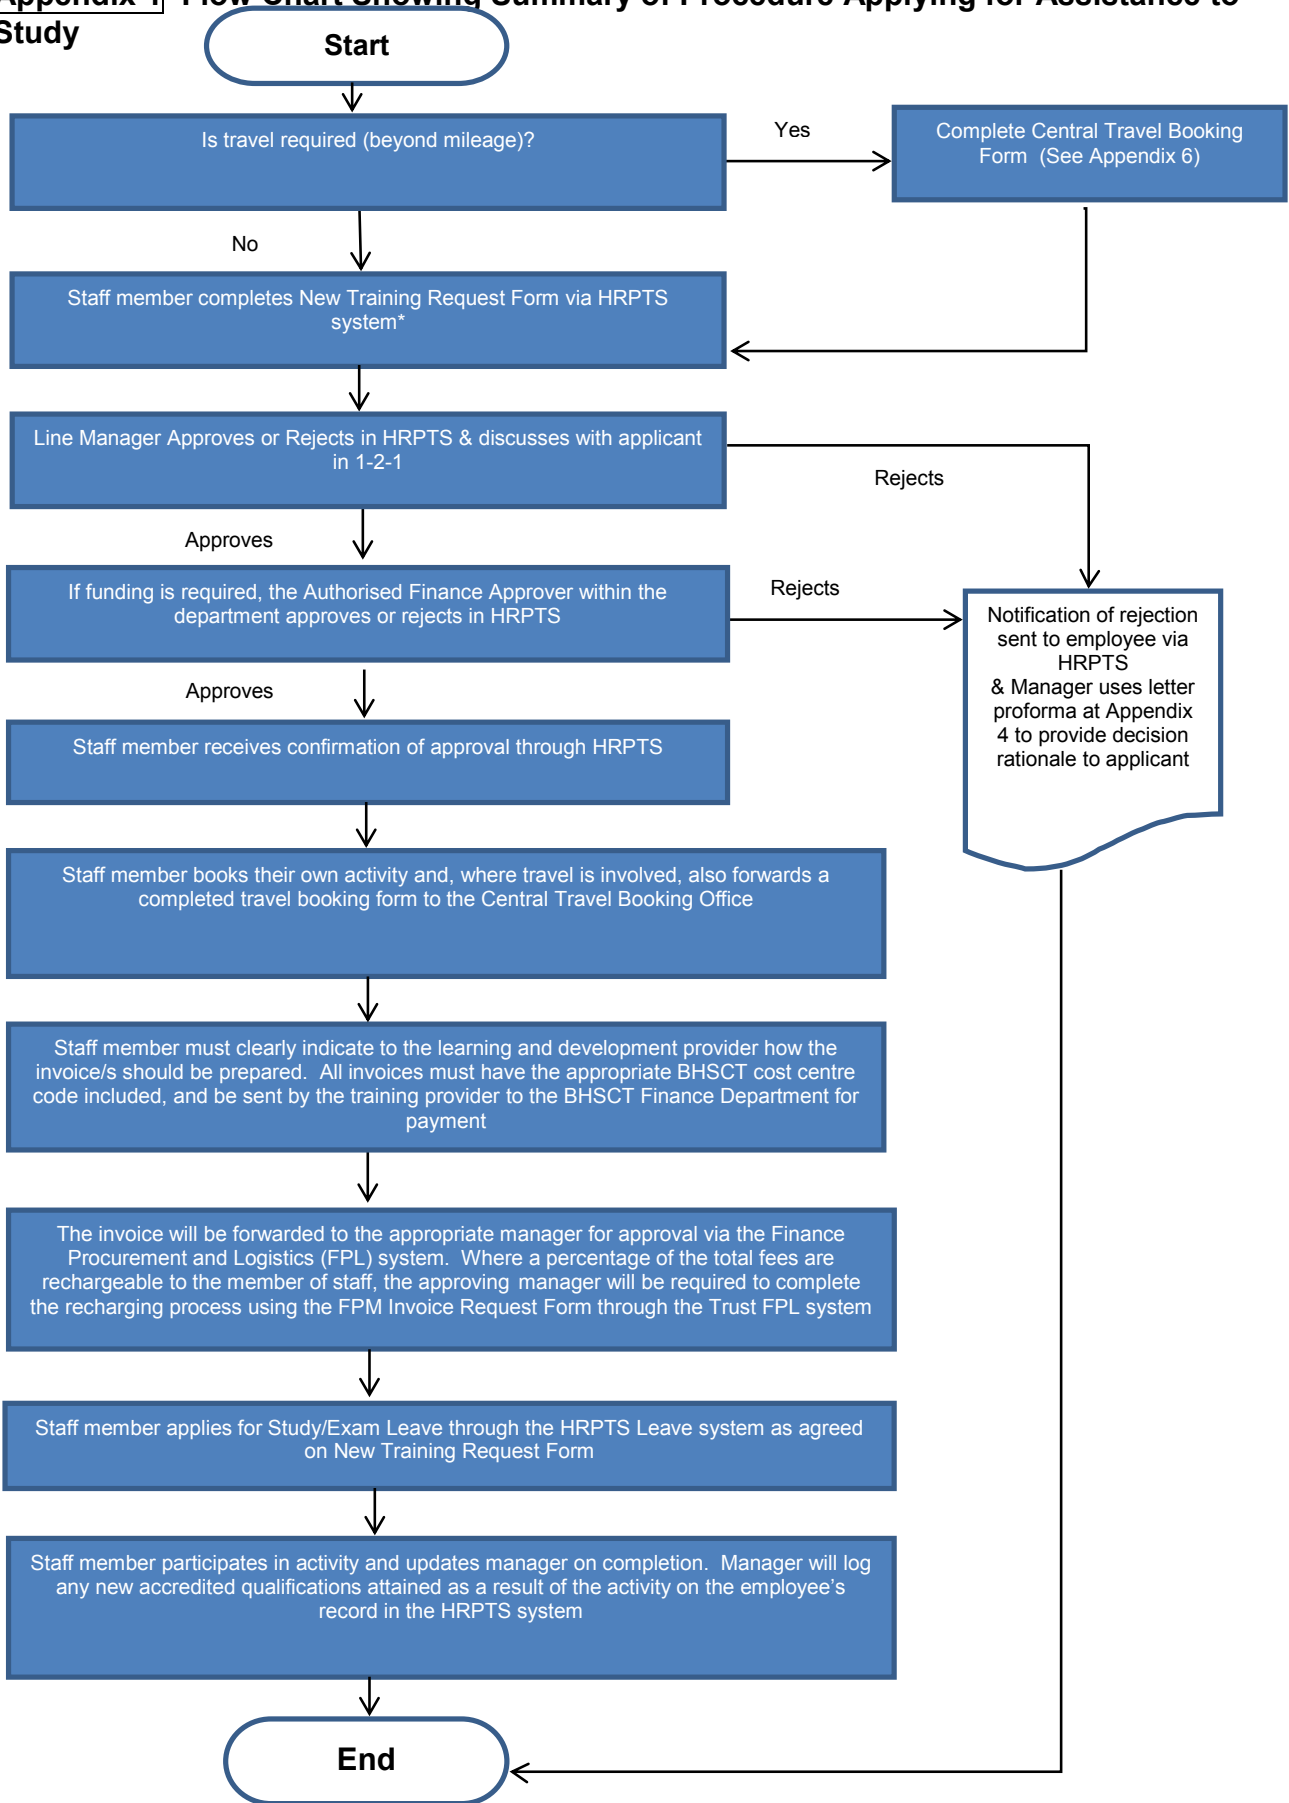 Appendix 1 Flow Chart Showing Summary of Procedure Applying for Assistance to
Study
Start
Is travel required (beyond mileage)?
Yes
Complete Central Travel Booking
Form (See Appendix 6)
No
Staff member completes New Training Request Form via HRPTS
system*
Line Manager Approves or Rejects in HRPTS & discusses with applicant
in 1-2-1
Rejects
Approves
If funding is required, the Authorised Finance Approver within the
department approves or rejects in HRPTS
Rejects
Notification of rejection
sent to employee via
HRPTS
& Manager uses letter
proforma at Appendix
4 to provide decision
rationale to applicant
Approves
Staff member receives confirmation of approval through HRPTS
Staff member books their own activity and, where travel is involved, also forwards a
completed travel booking form to the Central Travel Booking Office
Staff member must clearly indicate to the learning and development provider how the
invoice/s should be prepared. All invoices must have the appropriate BHSCT cost centre
code included, and be sent by the training provider to the BHSCT Finance Department for
payment
The invoice will be forwarded to the appropriate manager for approval via the Finance
Procurement and Logistics (FPL) system. Where a percentage of the total fees are
rechargeable to the member of staff, the approving manager will be required to complete
the recharging process using the FPM Invoice Request Form through the Trust FPL system
Staff member applies for Study/Exam Leave through the HRPTS Leave system as agreed
on New Training Request Form
Staff member participates in activity and updates manager on completion. Manager will log
any new accredited qualifications attained as a result of the activity on the employee’s
record in the HRPTS system
End